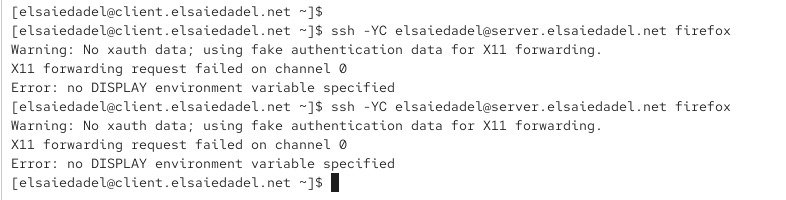 [elsaiedadel@client.elsaiedadel.net ~]$
[elsaiedadel@client.elsaiedadel.net ~]$ ssh -YC elsaiedadel@server.elsaiedadel.net firefox
Warning: No xauth data; using fake authentication data for X11 forwarding.
X11 forwarding request failed on channel 0
Error: no DISPLAY environment variable specified
[elsaiedadel@client.elsaiedadel.net ~]$ ssh -YC elsaiedadel@server.elsaiedadel.net firefox
Warning: No xauth data; using fake authentication data for X11 forwarding.
X11 forwarding request failed on channel 0
Error: no DISPLAY environment variable specified
[elsaiedadel@client.elsaiedadel.net ~]$